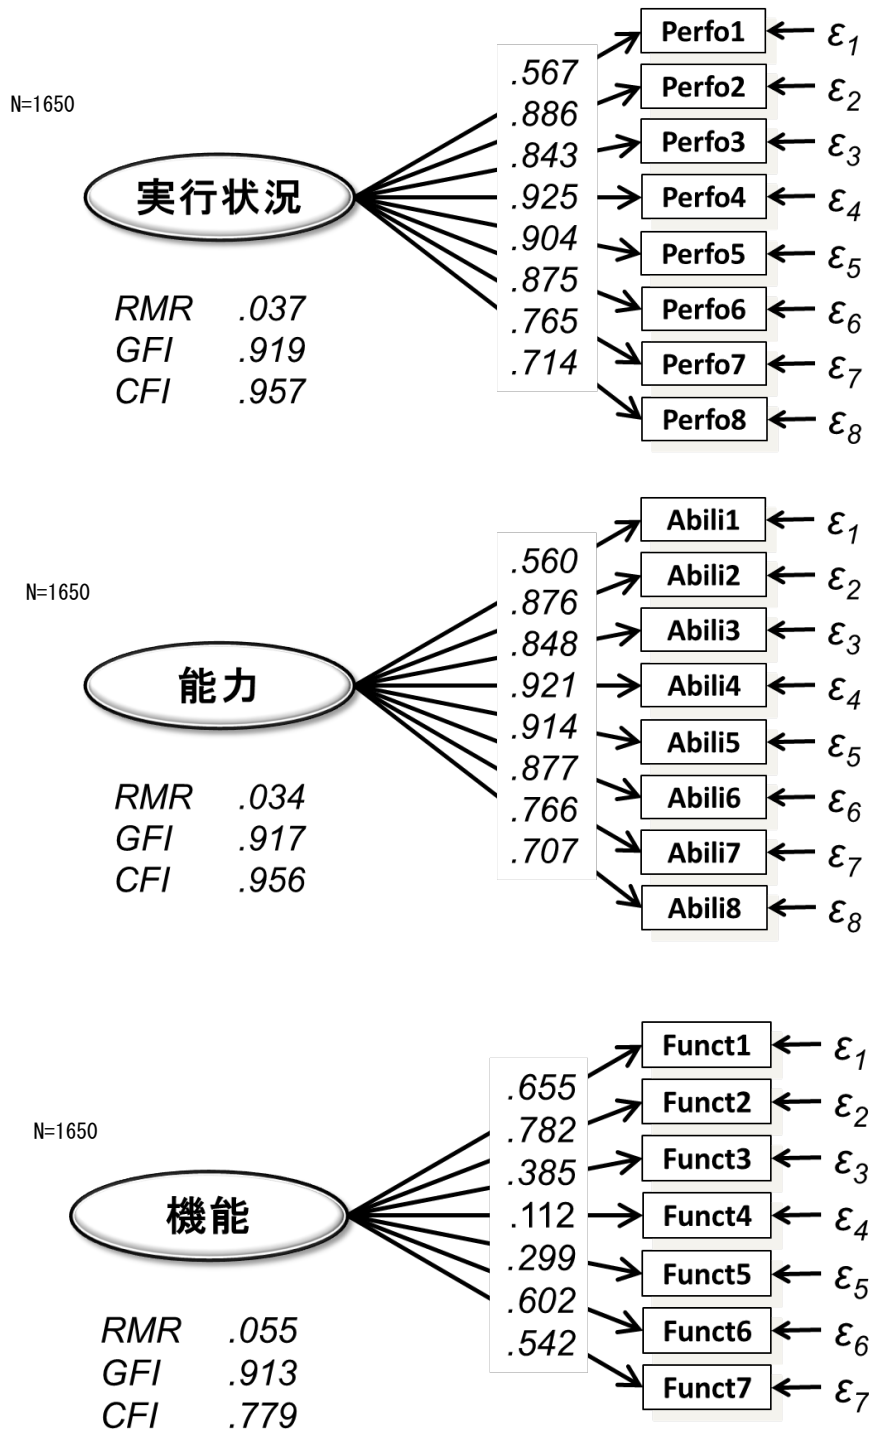 N=1650
実行状況
RMR .037
GFI .919
CFI .957
.567
.886
.843
.925
.904
.875
.765
.714
Perfo1
Perfo2
Perfo3
Perfo4
Perfo5
Perfo6
Perfo7
Perfo8
ε1
ε2
ε3
ε4
ε5
ε6
ε7
ε8
N=1650
能力
RMR .034
GFI .917
CFI .956
.560
.876
.848
.921
.914
.877
.766
.707
Abili1
Abili2
Abili3
Abili4
Abili5
Abili6
Abili7
Abili8
ε1
ε2
ε3
ε4
ε5
ε6
ε7
ε8
N=1650
機能
RMR .055
GFI .913
CFI .779
.655
.782
.385
.112
.299
.602
.542
Funct1
Funct2
Funct3
Funct4
Funct5
Funct6
Funct7
ε1
ε2
ε3
ε4
ε5
ε6
ε7